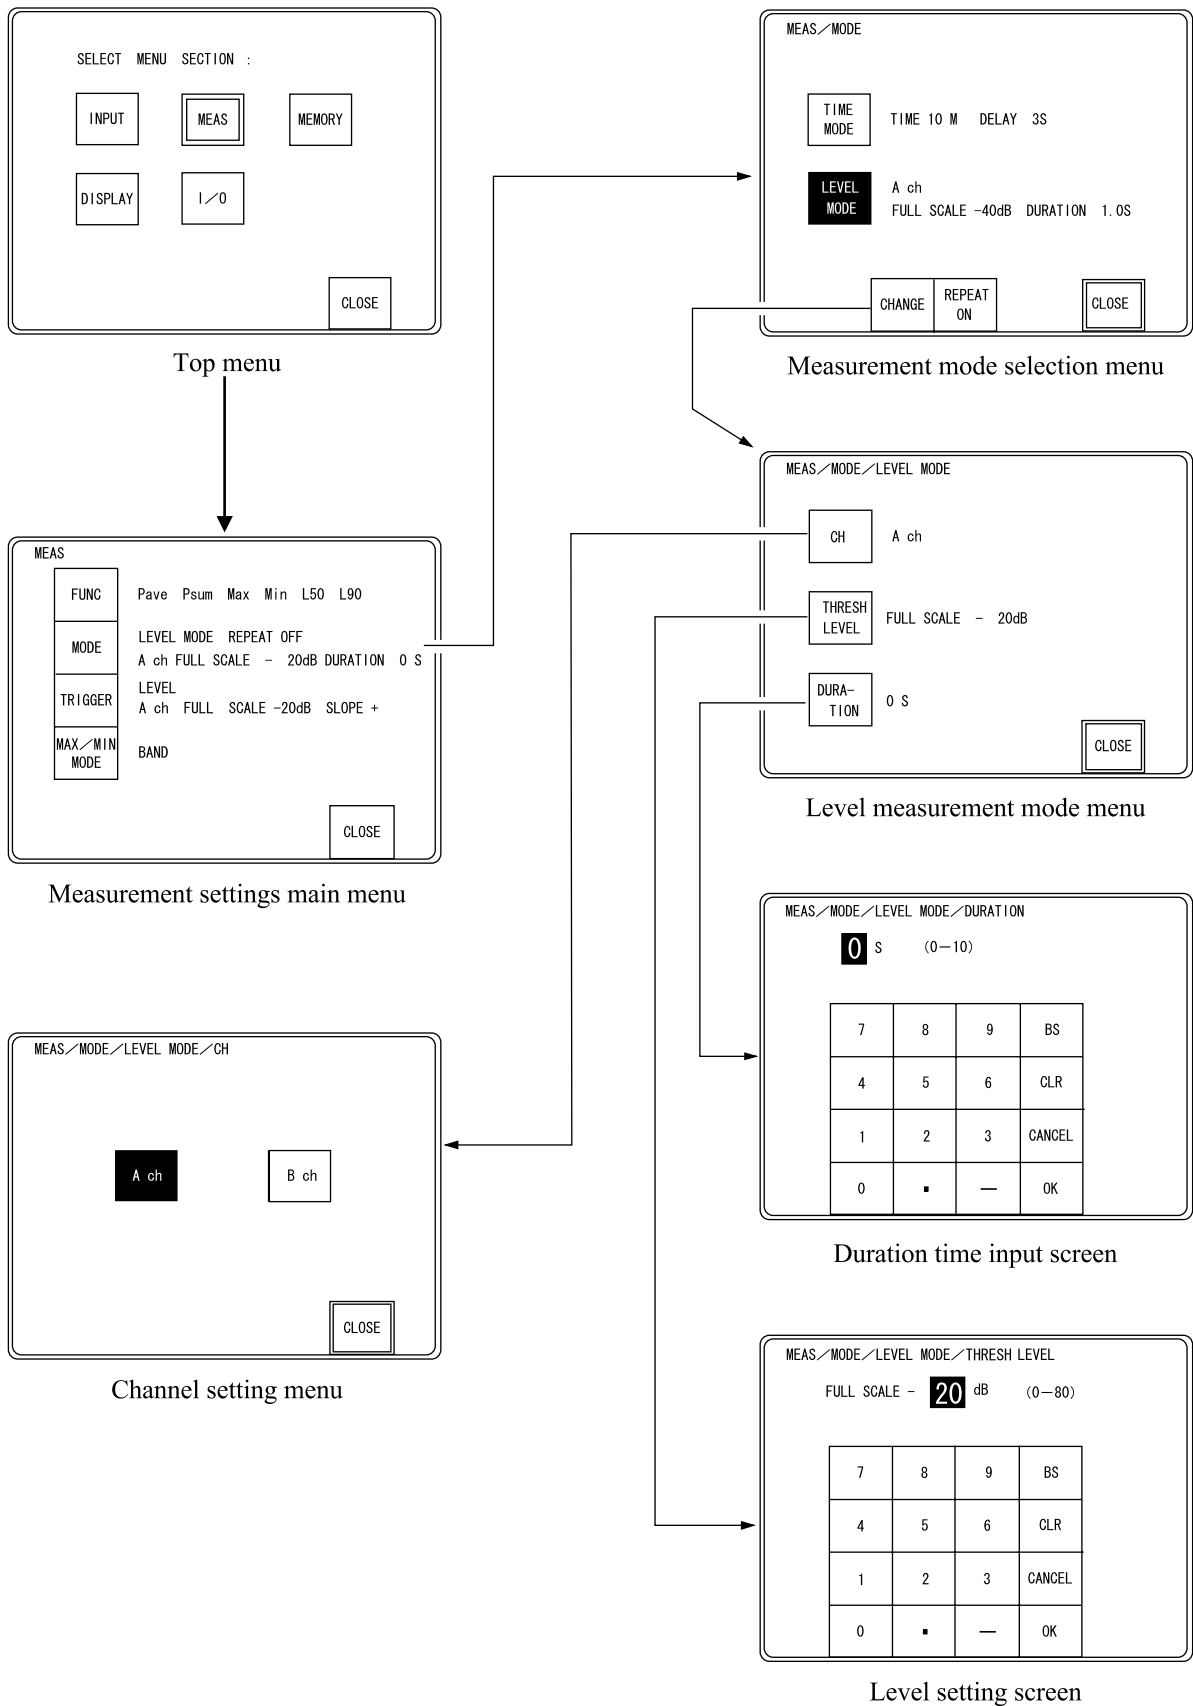 SELECT MENU SECTION :
INPUT MEAS MEMORY
DISPLAY I／O
CLOSE
Top menu
MEAS
FUNC Pave Psum Max Min L50 L90
MODE LEVEL MODE REPEAT OFF
A ch FULL SCALE － 20dB DURATION 0 S
TRIGGER LEVEL
A ch FULL SCALE －20dB SLOPE +
MAX／MIN
MODE BAND
CLOSE
Measurement settings main menu
MEAS／MODE／LEVEL MODE／CH
A ch B ch
CLOSE
Channel setting menu
MEAS／MODE
TIME
MODE TIME 10 M DELAY 3S
LEVEL
MODE A ch
FULL SCALE －40dB DURATION 1.0S
CHANGE REPEAT
ON CLOSE
Measurement mode selection menu
MEAS／MODE／LEVEL MODE
CH A ch
THRESH
LEVEL FULL SCALE － 20dB
DURA－
TION 0 S
CLOSE
Level measurement mode menu
MEAS／MODE／LEVEL MODE／DURATION
0 S (0－10)
7 8 9 BS
4 5 6 CLR
1 2 3 CANCEL
0 . － OK
Duration time input screen
MEAS／MODE／LEVEL MODE／THRESH LEVEL
FULL SCALE － 20 dB (0－80)
7 8 9 BS
4 5 6 CLR
1 2 3 CANCEL
0 . － OK
Level setting screen